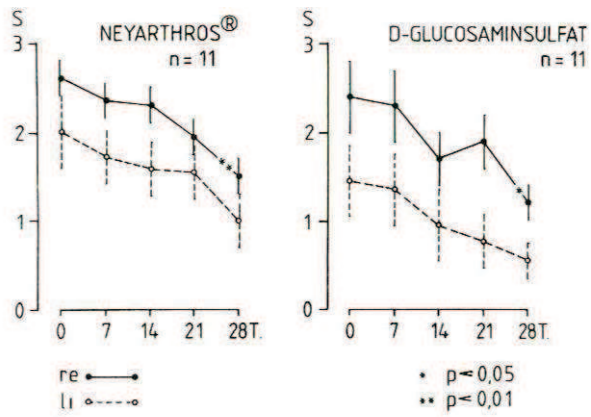 S
NEYARTHROS®
n = 11
3
2
1
0
0 7 14 21 28T.
S
D-GLUCOSAMINSULFAT
n = 11
3
2
1
0
0 7 14 21 28T.
**
*
re
li
* p<0,05
** p<0,01